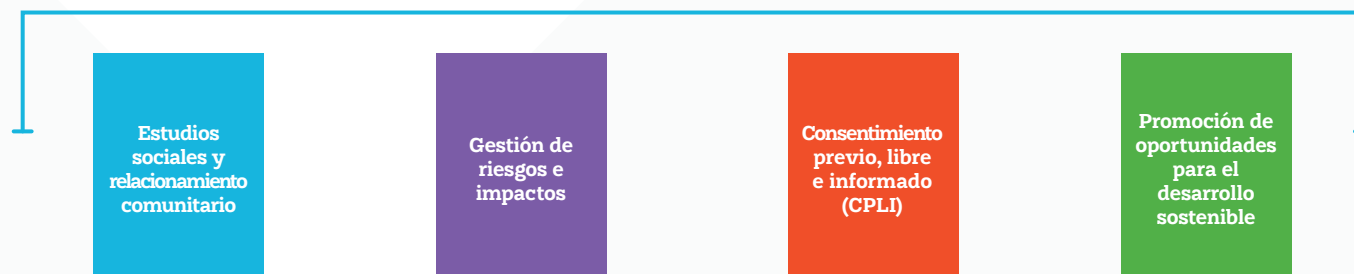 Estudios
sociales y
relacionamiento
comunitario
Gestión de
riesgos e
impactos
Consentimiento
previo, libre
e informado
(CPLI)
Promoción de
oportunidades
para el
desarrollo
sostenible